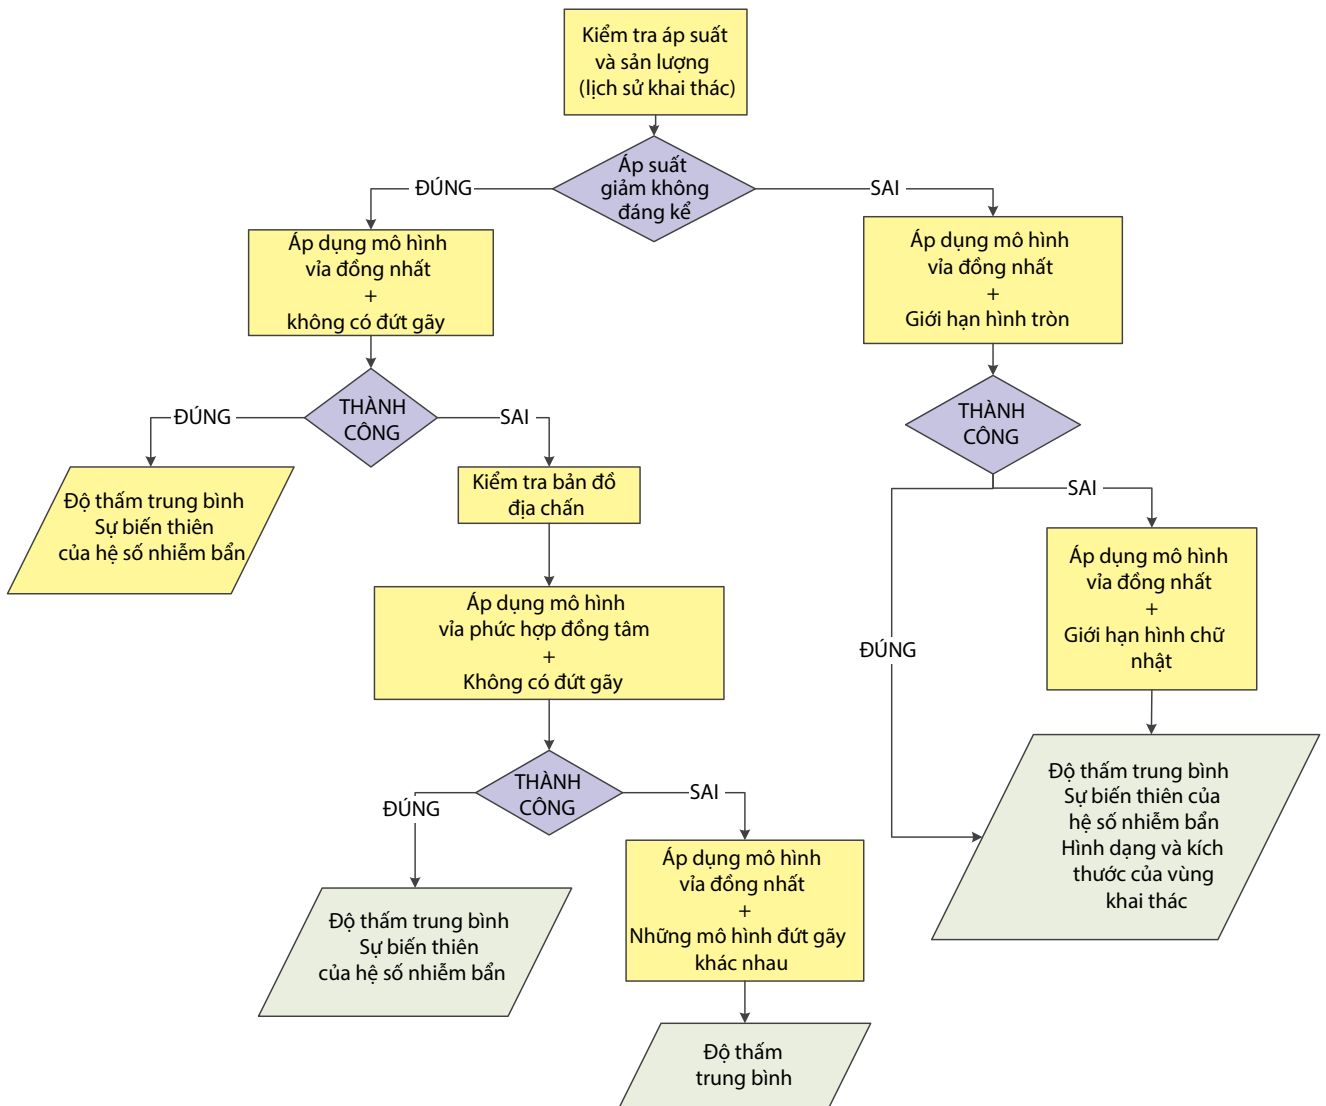 Kiểm tra áp suất
và sản lượng
(lịch sử khai thác)
Áp suất
giảm không
đáng kể
ĐÚNG
SAI
Áp dụng mô hình
vỉa đồng nhất
+
không có đứt gãy
Áp dụng mô hình
vỉa đồng nhất
+
Giới hạn hình tròn
THÀNH
CÔNG
ĐÚNG
SAI
THÀNH
CÔNG
SAI
ĐÚNG
Độ thấm trung bình
Sự biến thiên
của hệ số nhiễm bẩn
Kiểm tra bản đồ
địa chấn
Áp dụng mô hình
vỉa đồng nhất
+
Giới hạn hình chữ
nhật
Áp dụng mô hình
vỉa phức hợp đồng tâm
+
Không có đứt gãy
THÀNH
CÔNG
ĐÚNG
SAI
Độ thấm trung bình
Sự biến thiên của
hệ số nhiễm bẩn
Hình dạng và kích
thước của vùng
khai thác
Áp dụng mô hình
vỉa đồng nhất
+
Những mô hình đứt gãy
khác nhau
Độ thấm trung bình
Sự biến thiên
của hệ số nhiễm bẩn
Độ thấm
trung bình